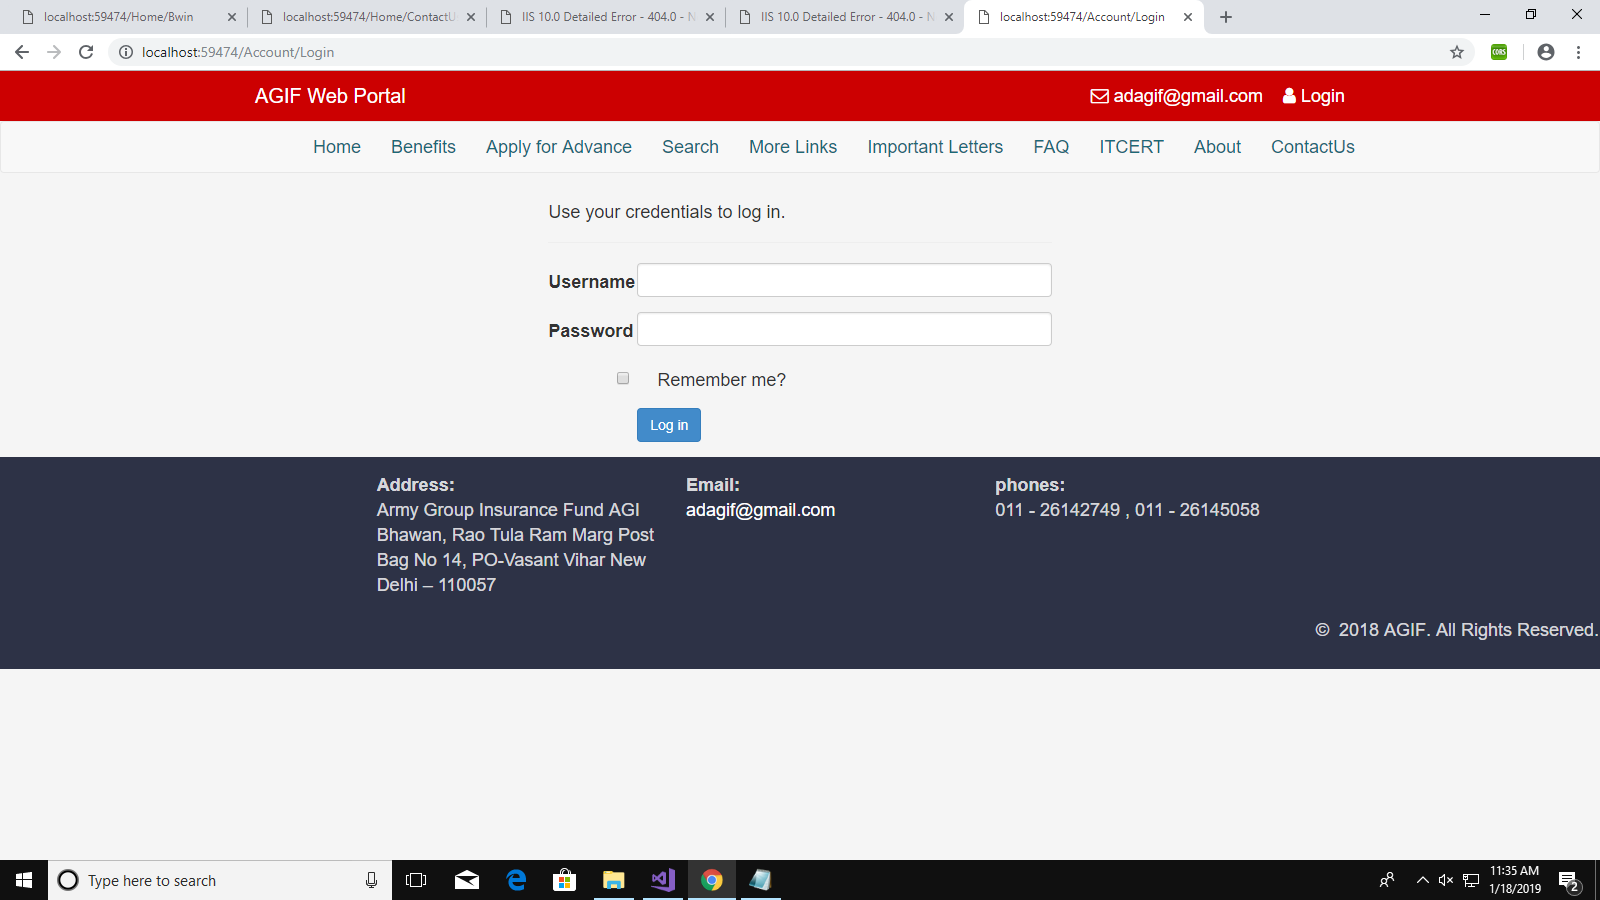 localhost:59474/Home/Bwin
localhost:59474/Home/ContactU
IIS 10.0 Detailed Error - 404.0 - N
IIS 10.0 Detailed Error - 404.0 - N
localhost:59474/Account/Login
localhost:59474/Account/Login
CORS
AGIF Web Portal
adagif@gmail.com
Login
Home Benefits Apply for Advance Search More Links Important Letters FAQ ITCERT About ContactUs
Use your credentials to log in.
Username
Password
Remember me?
Log in
Address:
Army Group Insurance Fund AGI
Bhawan, Rao Tula Ram Marg Post
Bag No 14, PO-Vasant Vihar New
Delhi – 110057
Email:
adagif@gmail.com
phones:
011 - 26142749 , 011 - 26145058
© 2018 AGIF. All Rights Reserved.
Type here to search
11:35 AM
1/18/2019
2